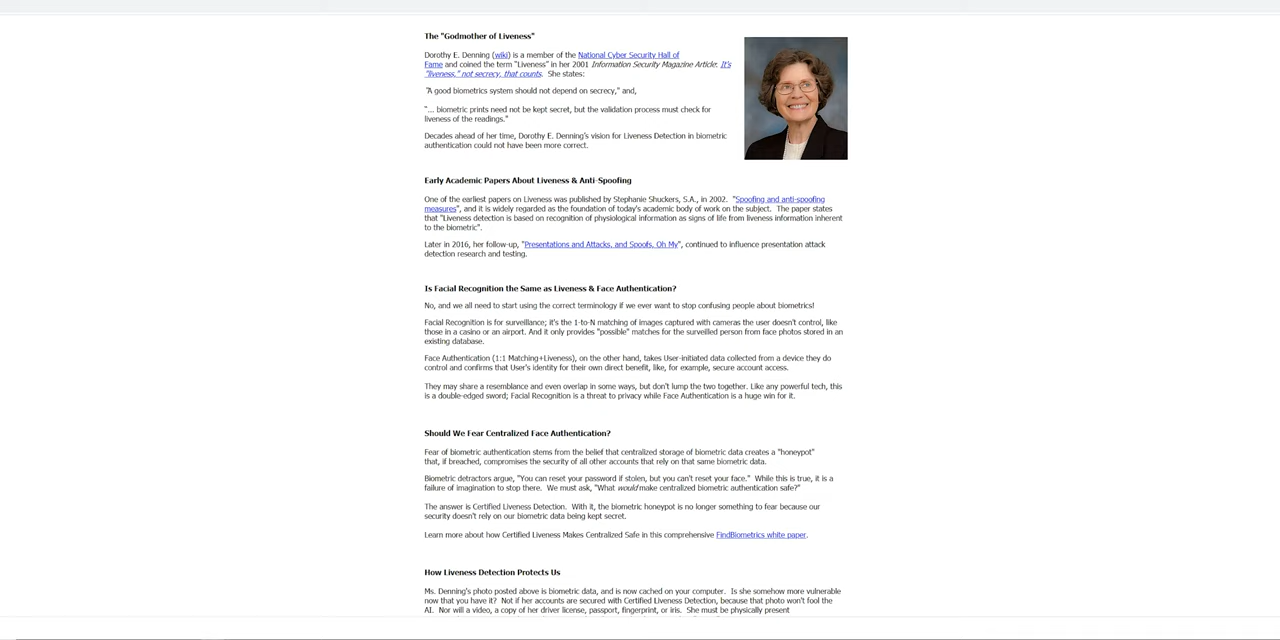 The "Godmother of Liveness"
Dorothy E. Denning (wiki) is a member of the National Cyber Security Hall of
Fame and coined the term "Liveness" in her 2001 Information Security Magazine Article: It's
"liveness," not secrecy, that counts.  She states:
"A good biometrics system should not depend on secrecy," and,
"... biometric prints need not be kept secret, but the validation process must check for
liveness of the readings."
Decades ahead of her time, Dorothy E. Denning's vision for Liveness Detection in biometric
authentication could not have been more correct.
Early Academic Papers About Liveness & Anti-Spoofing
One of the earliest papers on Liveness was published by Stephanie Shuckers, S.A., in 2002.  "Spoofing and anti-spoofing
measures", and it is widely regarded as the foundation of today's academic body of work on the subject.  The paper states
that "Liveness detection is based on recognition of physiological information as signs of life from liveness information inherent
to the biometric".
Later in 2016, her follow-up, "Presentations and Attacks, and Spoofs, Oh My", continued to influence presentation attack
detection research and testing.
Is Facial Recognition the Same as Liveness & Face Authentication?
No, and we all need to start using the correct terminology if we ever want to stop confusing people about biometrics!
Facial Recognition is for surveillance; it's the 1-to-N matching of images captured with cameras the user doesn't control, like
those in a casino or an airport. And it only provides "possible" matches for the surveilled person from face photos stored in an
existing database.
Face Authentication (1:1 Matching+Liveness), on the other hand, takes User-initiated data collected from a device they do
control and confirms that User's identity for their own direct benefit, like, for example, secure account access.
They may share a resemblance and even overlap in some ways, but don't lump the two together. Like any powerful tech, this
is a double-edged sword; Facial Recognition is a threat to privacy while Face Authentication is a huge win for it.
Should We Fear Centralized Face Authentication?
Fear of biometric authentication stems from the belief that centralized storage of biometric data creates a "honeypot"
that, if breached, compromises the security of all other accounts that rely on that same biometric data.
Biometric detractors argue, "You can reset your password if stolen, but you can't reset your face."  While this is true, it is a
failure of imagination to stop there.  We must ask, "What would make centralized biometric authentication safe?"
The answer is Certified Liveness Detection.  With it, the biometric honeypot is no longer something to fear because our
security doesn't rely on our biometric data being kept secret.
Learn more about how Certified Liveness Makes Centralized Safe in this comprehensive FindBiometrics white paper.
How Liveness Detection Protects Us
Ms. Denning's photo posted above is biometric data, and is now cached on your computer.  Is she somehow more vulnerable
now that you have it?  Not if her accounts are secured with Certified Liveness Detection, because that photo won't fool the
AI.  Nor will a video, a copy of her driver license, passport, fingerprint, or iris.  She must be physically present